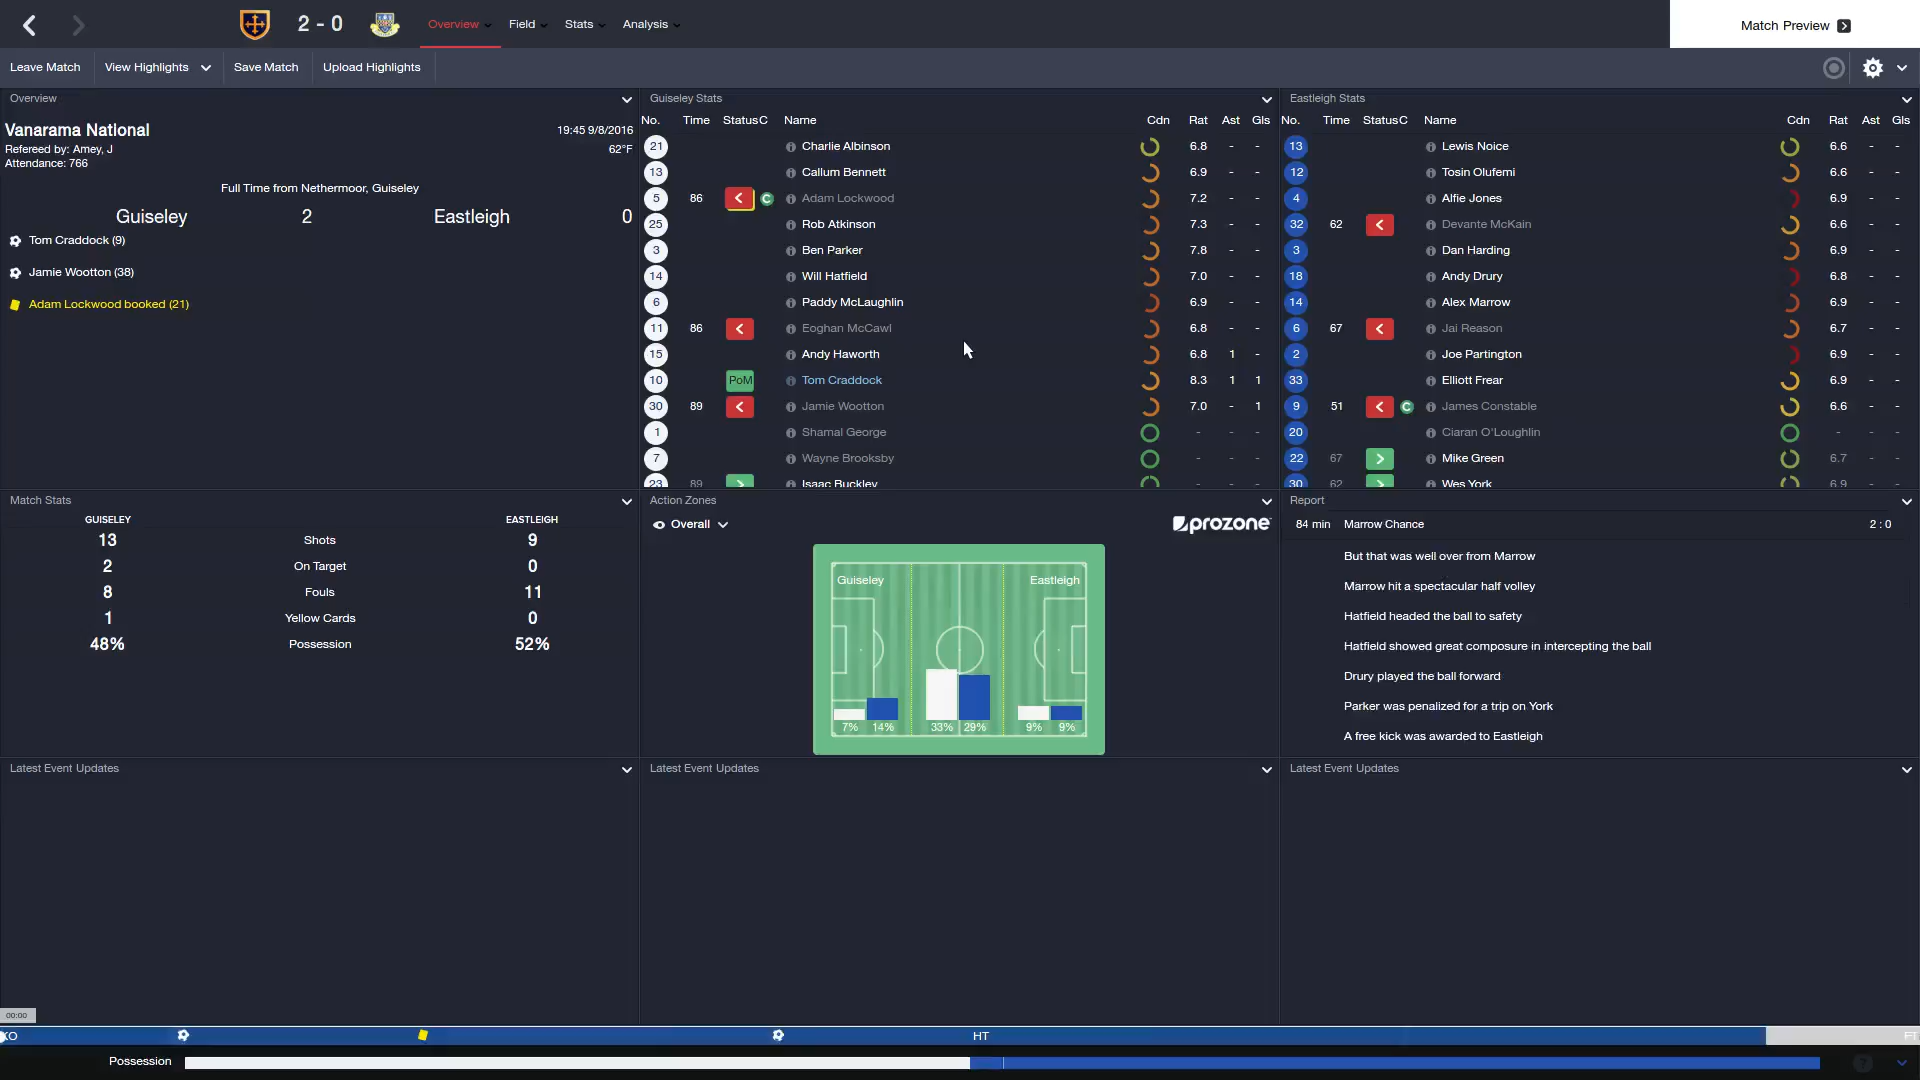 2 - 0 Overview Field Stats Analysis Match Preview
Leave Match View Highlights Save Match Upload Highlights
Overview
Vanarama National 19:45 9/8/2016
Refereed by: Amey, J 62°F
Attendance: 766
Full Time from Nethermoor, Guiseley
Guiseley 2 Eastleigh 0
Tom Craddock (9)
Jamie Wootton (38)
Adam Lockwood booked (21)
Guiseley Stats
No. Time Status C Name Cdn Rat Ast Gls
21 Charlie Albinson 6.8 - -
13 Callum Bennett 6.9 - -
5 86 C Adam Lockwood 7.2 - -
25 Rob Atkinson 7.3 - -
3 Ben Parker 7.8 - -
14 Will Hatfield 7.0 - -
6 Paddy McLaughlin 6.9 - -
11 86 Eoghan McCawl 6.8 - -
15 Andy Haworth 6.8 1 -
10 PoM Tom Craddock 8.3 1 1
30 89 Jamie Wootton 7.0 - 1
1 Shamal George - - -
7 Wayne Brooksby - - -
23 89 Isaac Buckley - - -
Eastleigh Stats
No. Time Status C Name Cdn Rat Ast Gls
13 Lewis Noice 6.6 - -
12 Tosin Olufemi 6.6 - -
4 Alfie Jones 6.9 - -
32 62 Devante McKain 6.6 - -
3 Dan Harding 6.9 - -
18 Andy Drury 6.8 - -
14 Alex Marrow 6.9 - -
6 67 Jai Reason 6.7 - -
2 Joe Partington 6.9 - -
33 Elliott Frear 6.9 - -
9 51 C James Constable 6.6 - -
20 Ciaran O'Loughlin - - -
22 67 Mike Green 6.7 - -
30 62 Wes York 6.9 - -
Match Stats
GUISELEY EASTLEIGH
13 Shots 9
2 On Target 0
8 Fouls 11
1 Yellow Cards 0
48% Possession 52%
Action Zones
Overall prozone
Guiseley Eastleigh
7% 14% 33% 29% 9% 9%
Report
84 min Marrow Chance 2 : 0
But that was well over from Marrow
Marrow hit a spectacular half volley
Hatfield headed the ball to safety
Hatfield showed great composure in intercepting the ball
Drury played the ball forward
Parker was penalized for a trip on York
A free kick was awarded to Eastleigh
Latest Event Updates Latest Event Updates Latest Event Updates
00:00
KO HT FT
Possession